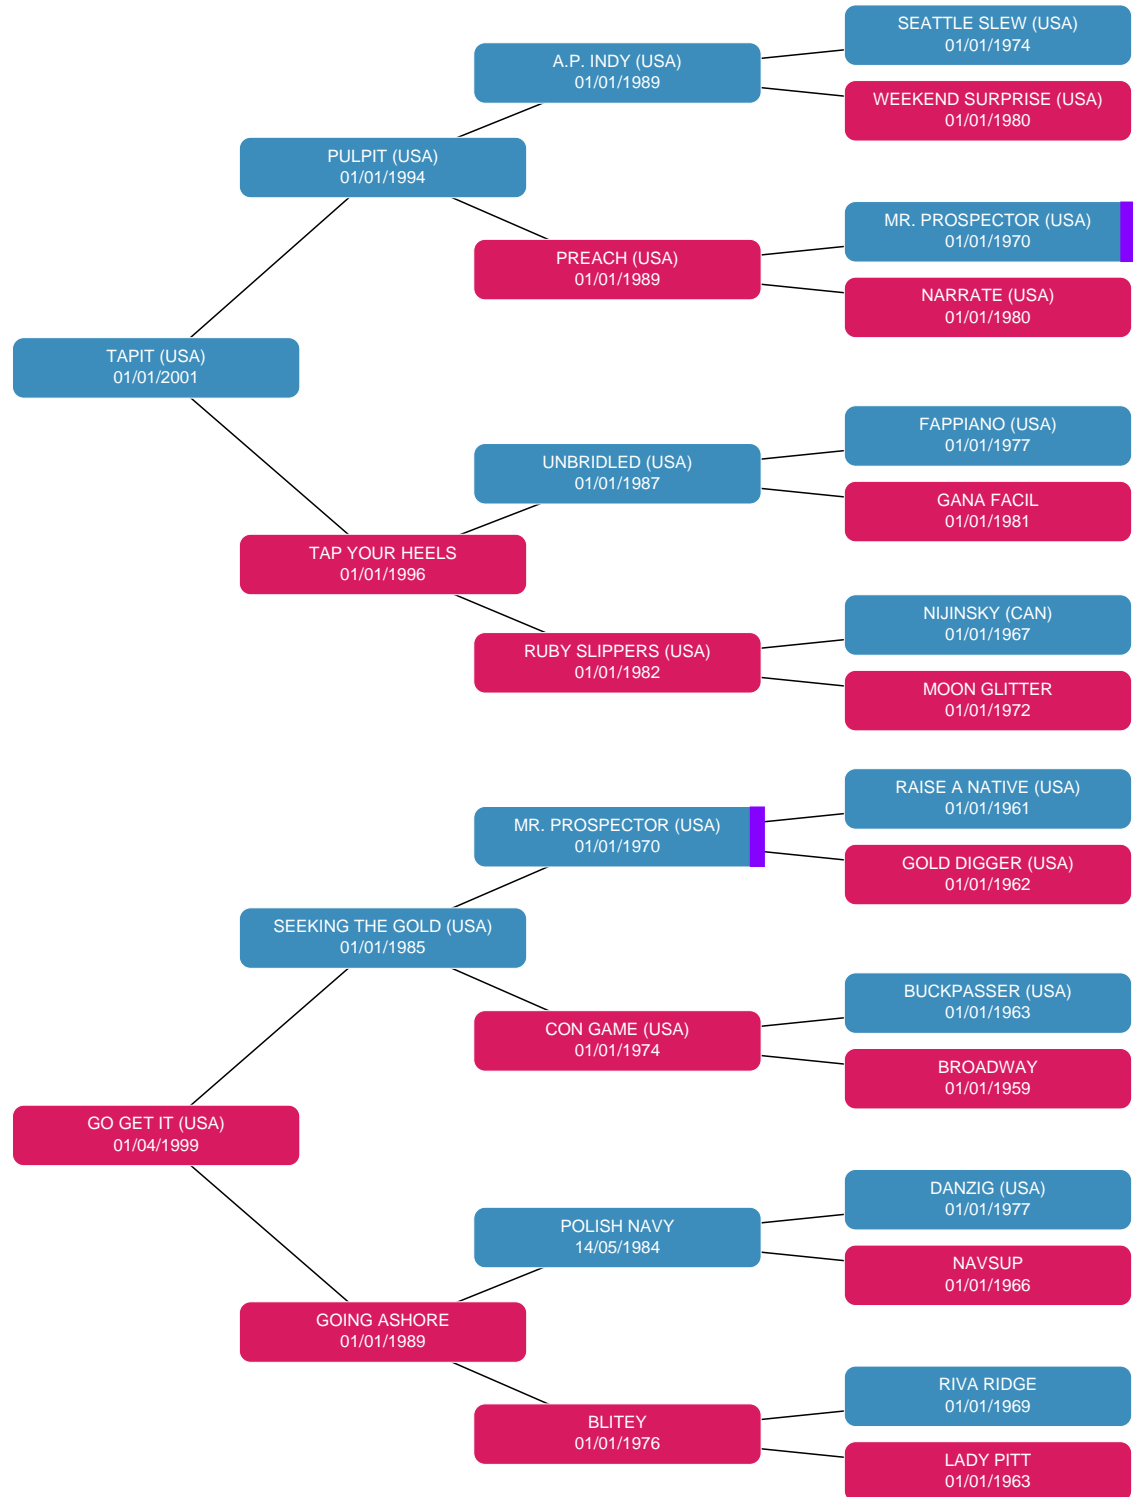 SEATTLE SLEW (USA)
01/01/1974
A.P. INDY (USA)
01/01/1989
WEEKEND SURPRISE (USA)
01/01/1980
PULPIT (USA)
01/01/1994
MR. PROSPECTOR (USA)
01/01/1970
PREACH (USA)
01/01/1989
NARRATE (USA)
01/01/1980
TAPIT (USA)
01/01/2001
FAPPIANO (USA)
01/01/1977
UNBRIDLED (USA)
01/01/1987
GANA FACIL
01/01/1981
TAP YOUR HEELS
01/01/1996
NIJINSKY (CAN)
01/01/1967
RUBY SLIPPERS (USA)
01/01/1982
MOON GLITTER
01/01/1972
RAISE A NATIVE (USA)
01/01/1961
MR. PROSPECTOR (USA)
01/01/1970
GOLD DIGGER (USA)
01/01/1962
SEEKING THE GOLD (USA)
01/01/1985
BUCKPASSER (USA)
01/01/1963
CON GAME (USA)
01/01/1974
BROADWAY
01/01/1959
GO GET IT (USA)
01/04/1999
DANZIG (USA)
01/01/1977
POLISH NAVY
14/05/1984
NAVSUP
01/01/1966
GOING ASHORE
01/01/1989
RIVA RIDGE
01/01/1969
BLITEY
01/01/1976
LADY PITT
01/01/1963